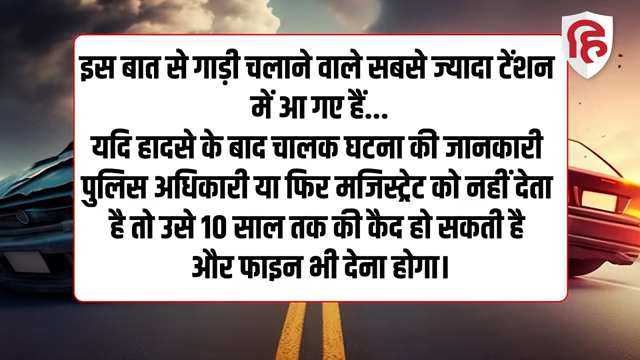 इस बात से गाड़ी चलाने वाले सबसे ज्यादा टेंशन
में आ गए हैं...
यदि हादसे के बाद चालक घटना की जानकारी
पुलिस अधिकारी या फिर मजिस्ट्रेट को नहीं देता
है तो उसे 10 साल तक की कैद हो सकती है
और फाइन भी देना होगा।
हि